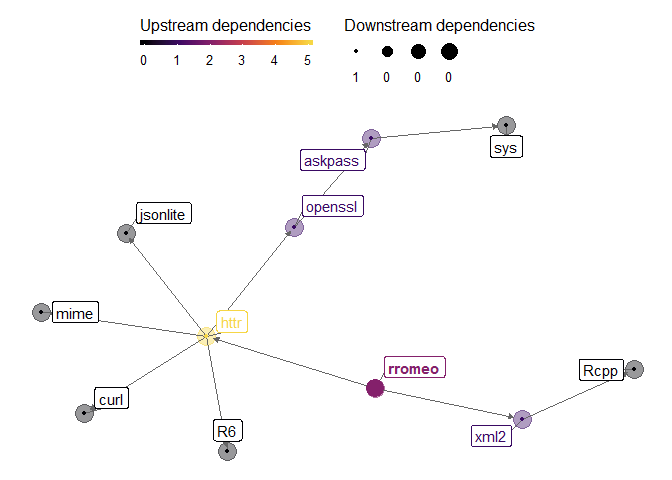 Upstream dependencies
0 1 2 3 4 5
Downstream dependencies
1 0 0 0
sys
askpass
openssl
jsonlite
mime
httr
rromeo
Rcpp
curl
R6
xml2